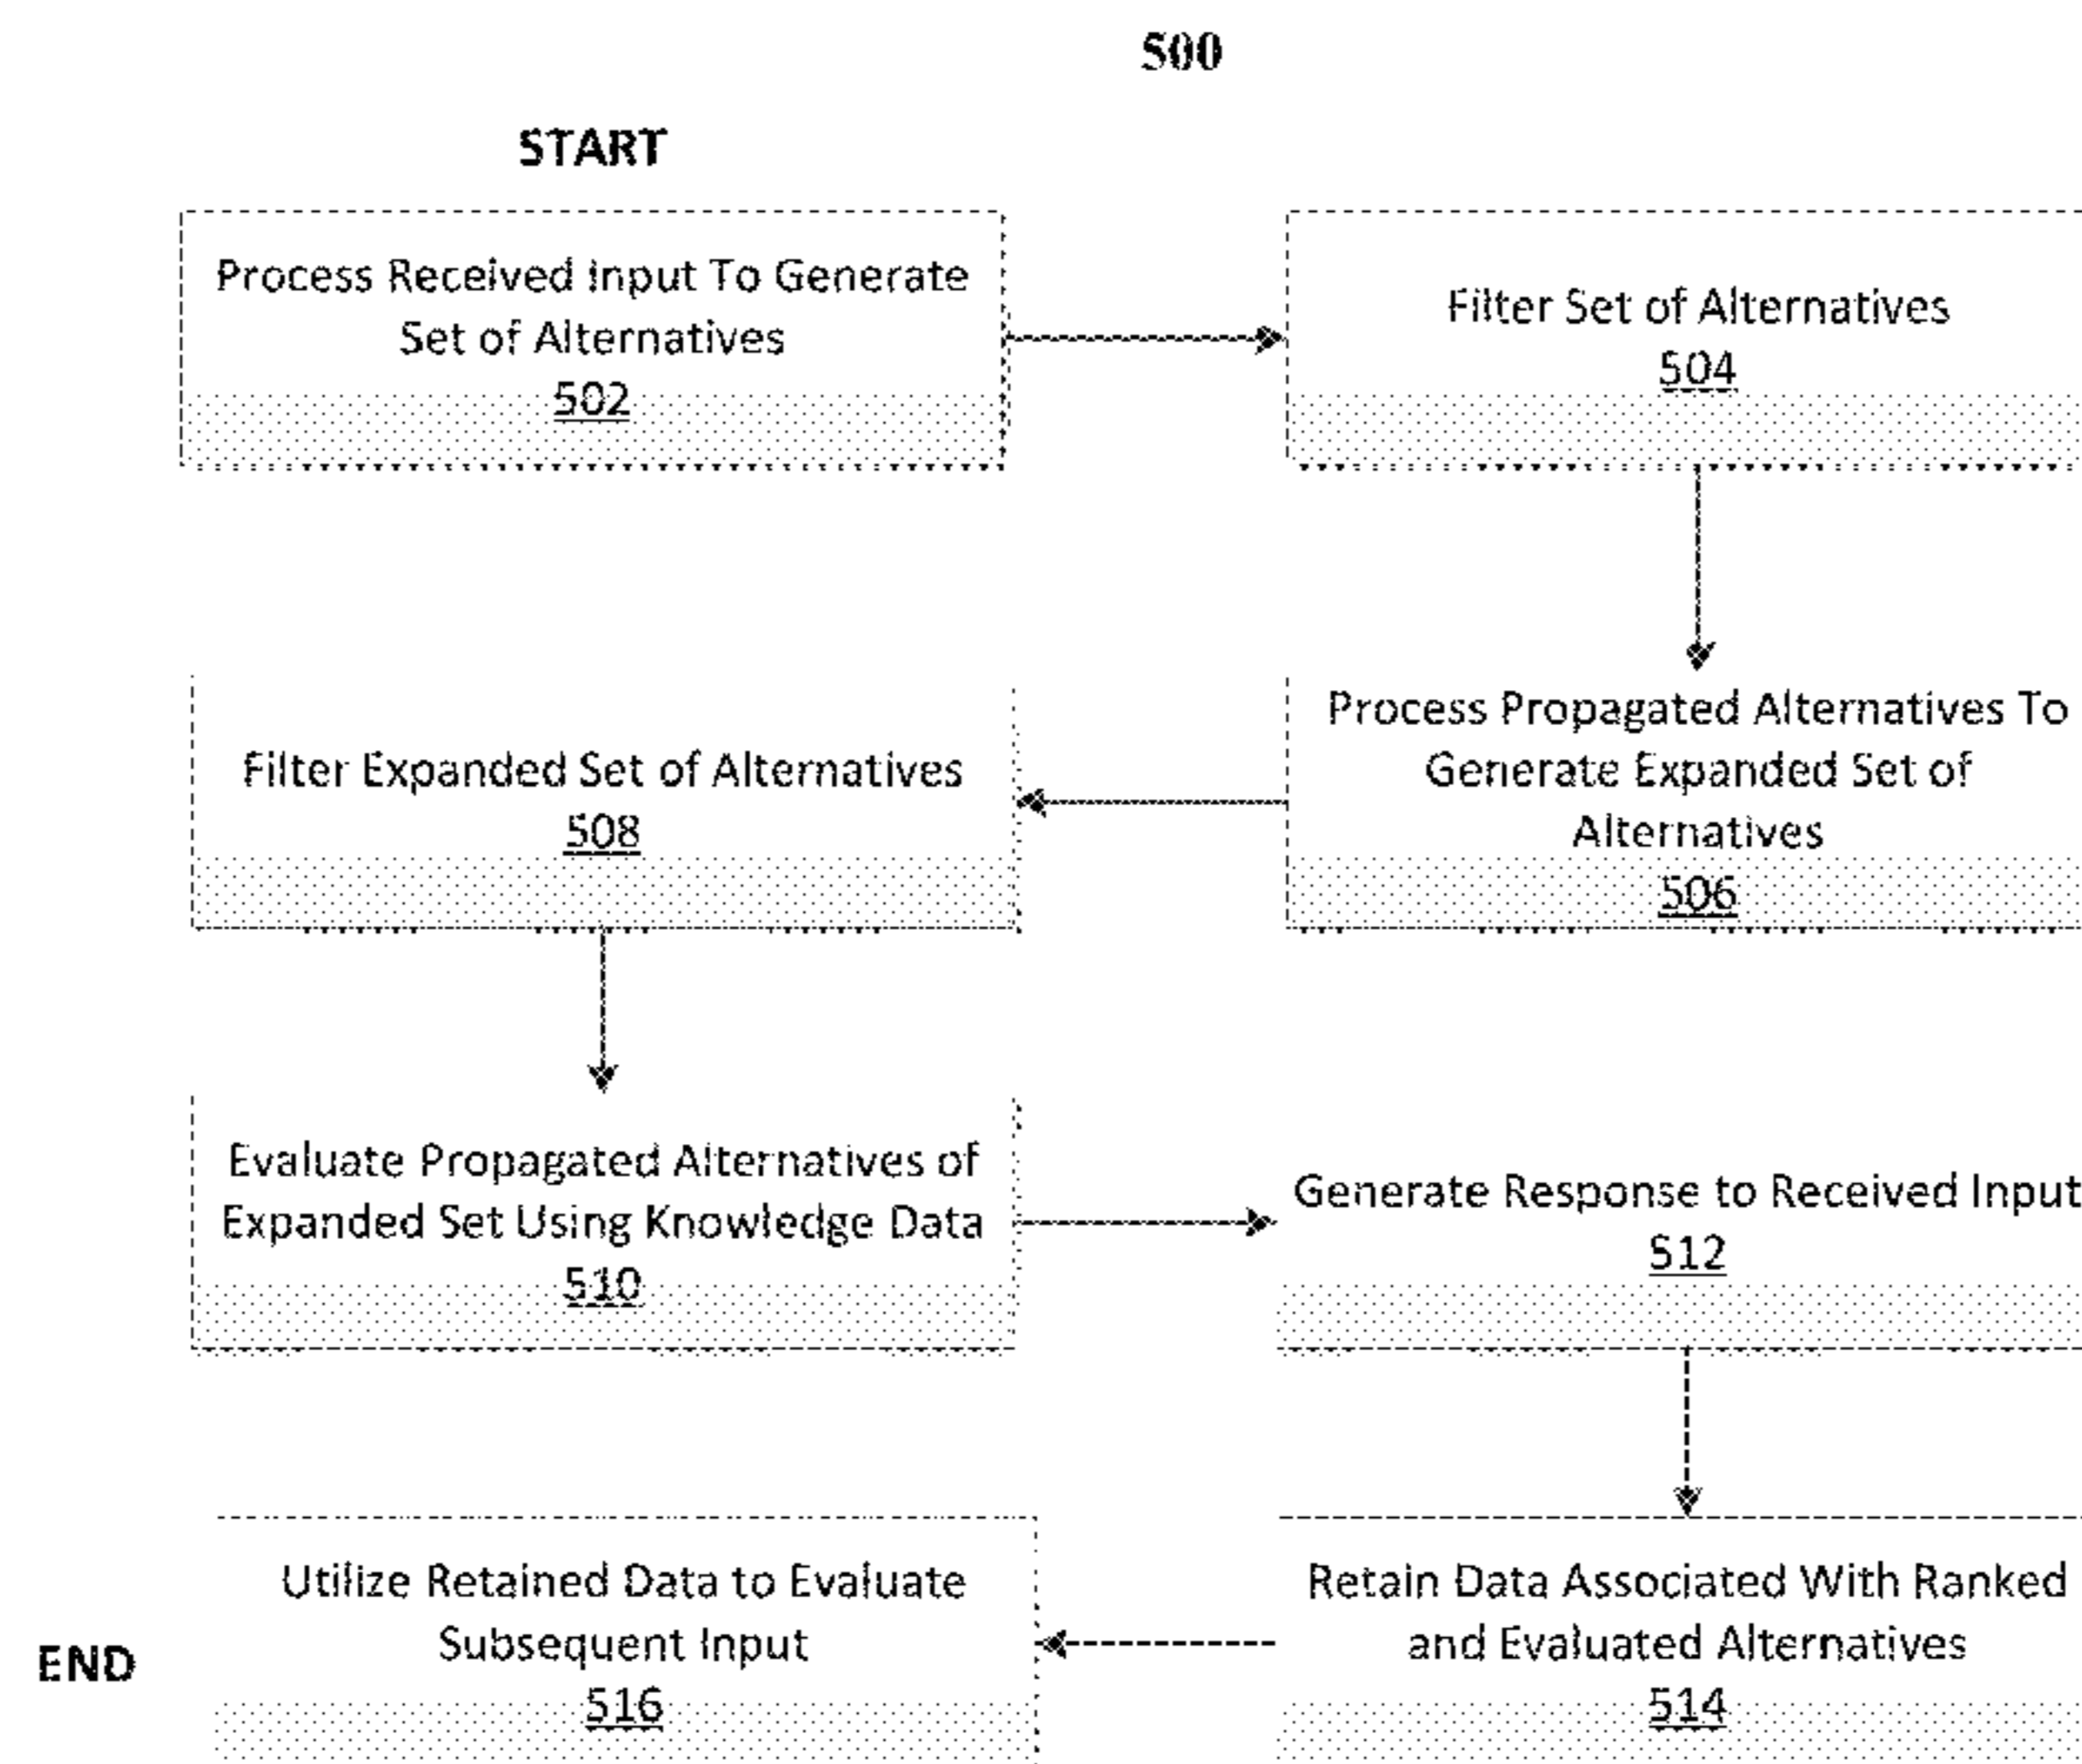 500
START
Process Received Input To Generate
Set of Alternatives
502
Filter Set of Alternatives
504
Process Propagated Alternatives To
Generate Expanded Set of
Alternatives
506
Filter Expanded Set of Alternatives
508
Evaluate Propagated Alternatives of
Expanded Set Using Knowledge Data
510
Generate Response to Received Input
512
Retain Data Associated With Ranked
and Evaluated Alternatives
514
Utilize Retained Data to Evaluate
Subsequent Input
516
END